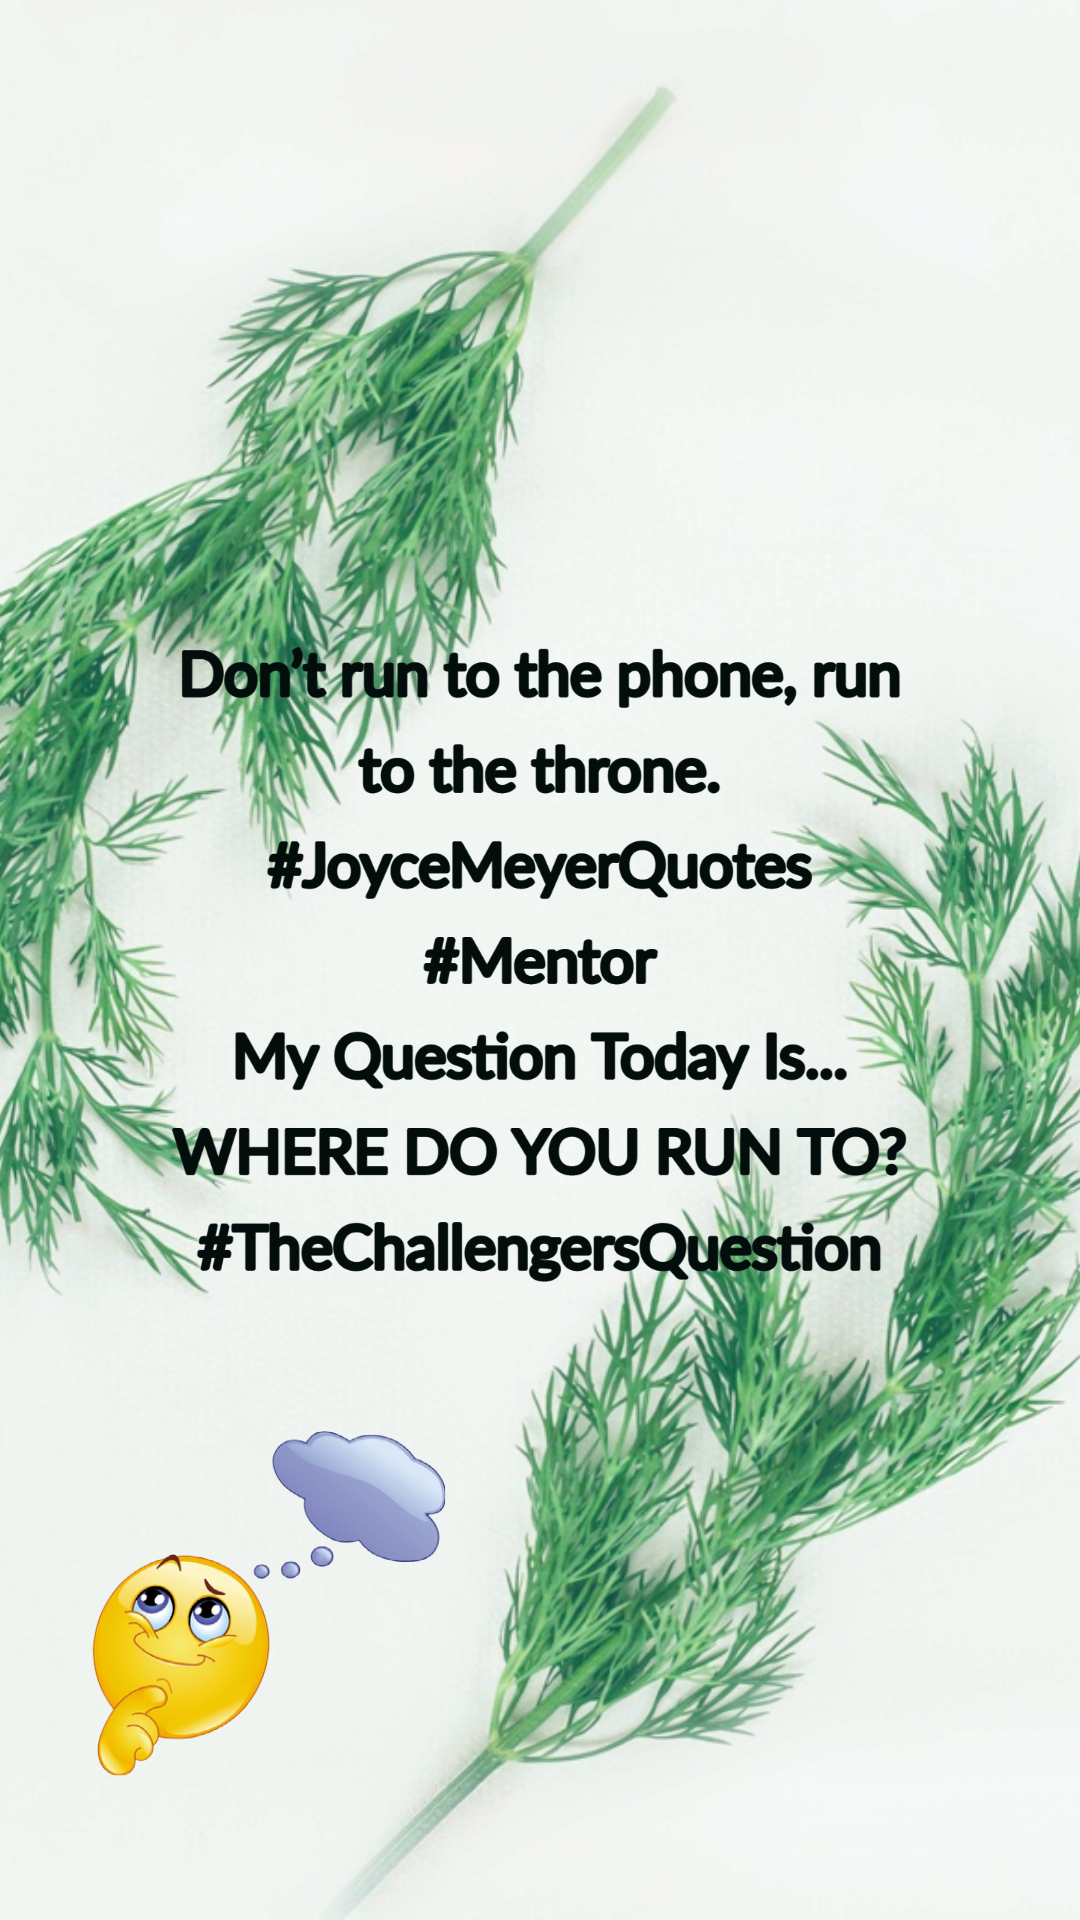 Don't run to the phone, run
to the throne.
#JoyceMeyerQuotes
#Mentor
My Question Today Is...
WHERE DO YOU RUN TO?
#TheChallengersQuestion